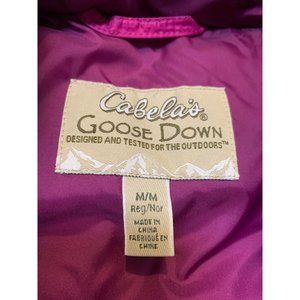 Cabela's®
GOOSE DOWN
DESIGNED AND TESTED FOR THE OUTDOORS™
M/M
Reg/Nor
MADE IN
CHINA
FABRIQUÉ EN
CHINE